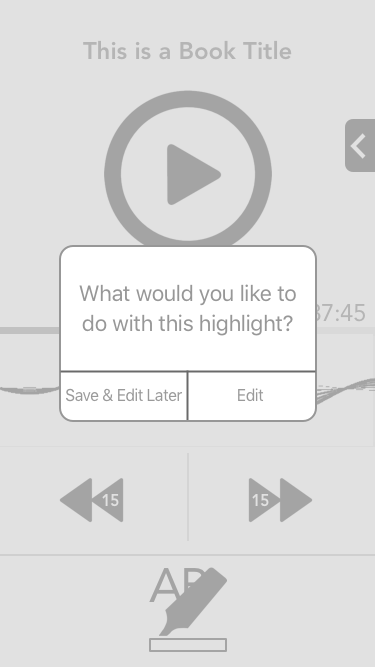 This is a Book Title
What would you like to
do with this highlight?
37:45
Save & Edit Later
Edit
15
15